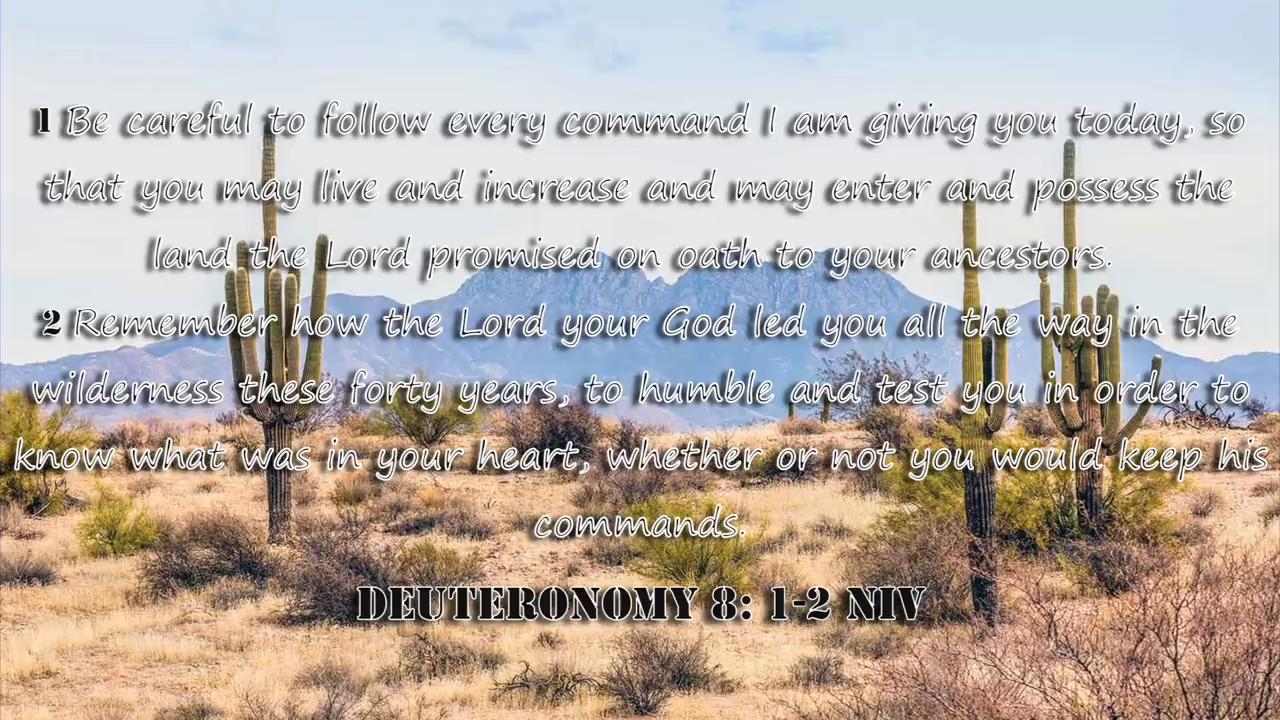 1 Be careful to follow every command I am giving you today, so
that you may live and increase and may enter and possess the
land the Lord promised on oath to your ancestors.
2 Remember how the Lord your God led you all the way in the
wilderness these forty years, to humble and test you in order to
know what was in your heart, whether or not you would keep his
commands.
DEUTERONOMY 8: 1-2 NIV